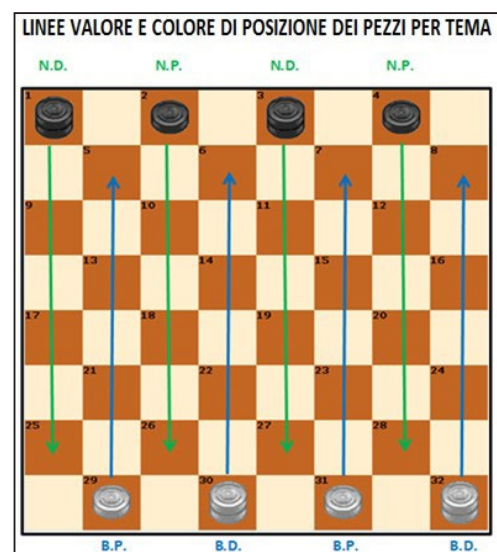 LINEE VALORE E COLORE DI POSIZIONE DEI PEZZI PER TEMA
N.D. N.P. N.D. N.P.
1 2 3 4
5 6 7 8
9 10 11 12
13 14 15 16
17 18 19 20
21 22 23 24
25 26 27 28
29 30 31 32
B.P. B.D. B.P. B.D.